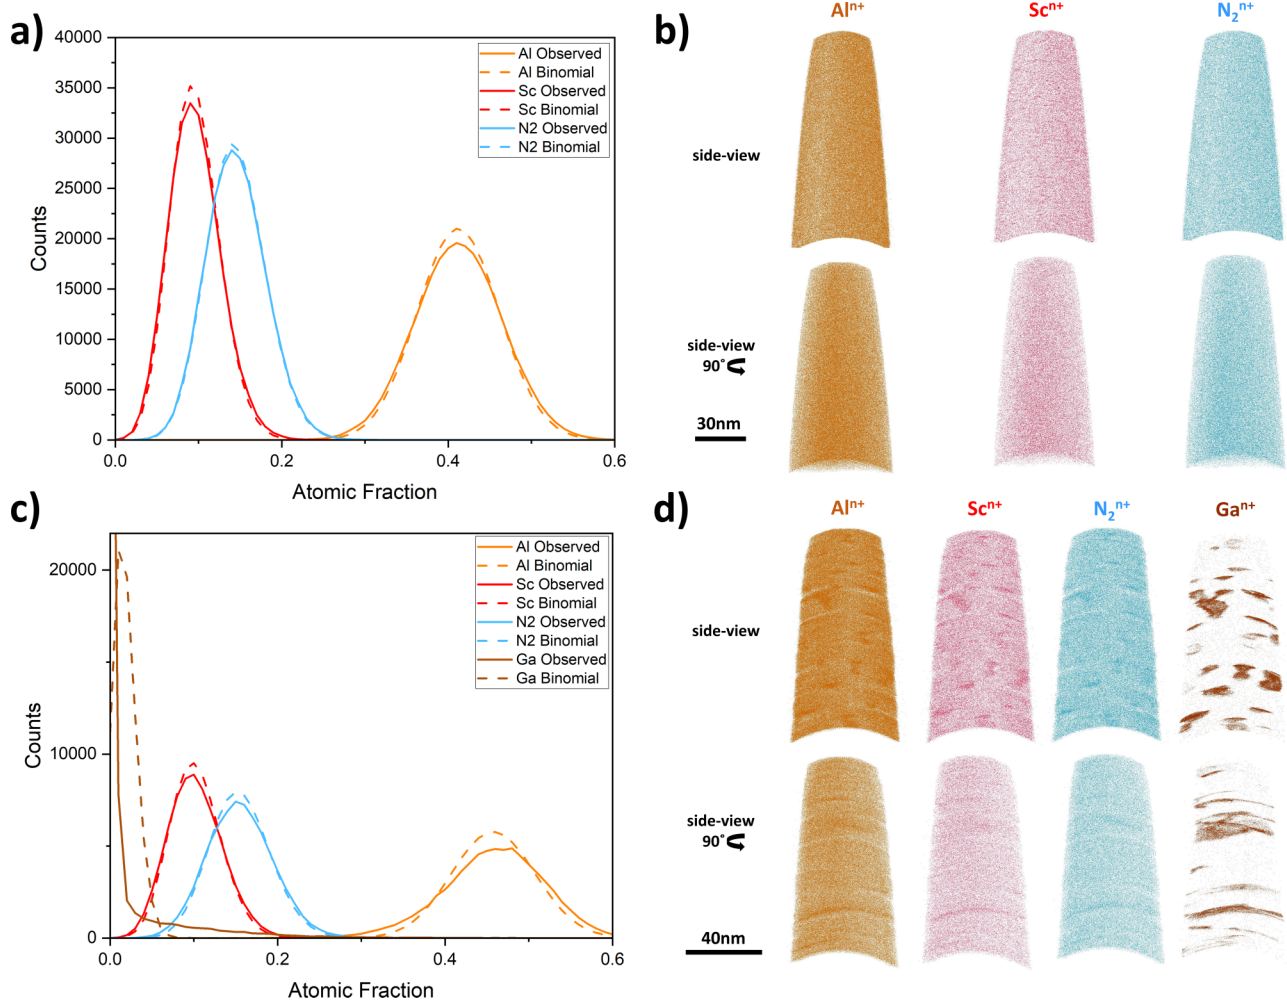 a)
40000
35000
30000
25000
20000
15000
10000
5000
0
Counts
0.0
0.2
0.4
0.6
Atomic Fraction
Al Observed
Al Binomial
Sc Observed
Sc Binomial
N2 Observed
N2 Binomial
b)
Alⁿ⁺
Scⁿ⁺
N₂ⁿ⁺
side-view
side-view
90°
30nm
c)
20000
10000
0
Counts
0.0
0.2
0.4
0.6
Atomic Fraction
Al Observed
Al Binomial
Sc Observed
Sc Binomial
N2 Observed
N2 Binomial
Ga Observed
Ga Binomial
d)
Alⁿ⁺
Scⁿ⁺
N₂ⁿ⁺
Gaⁿ⁺
side-view
side-view
90°
40nm